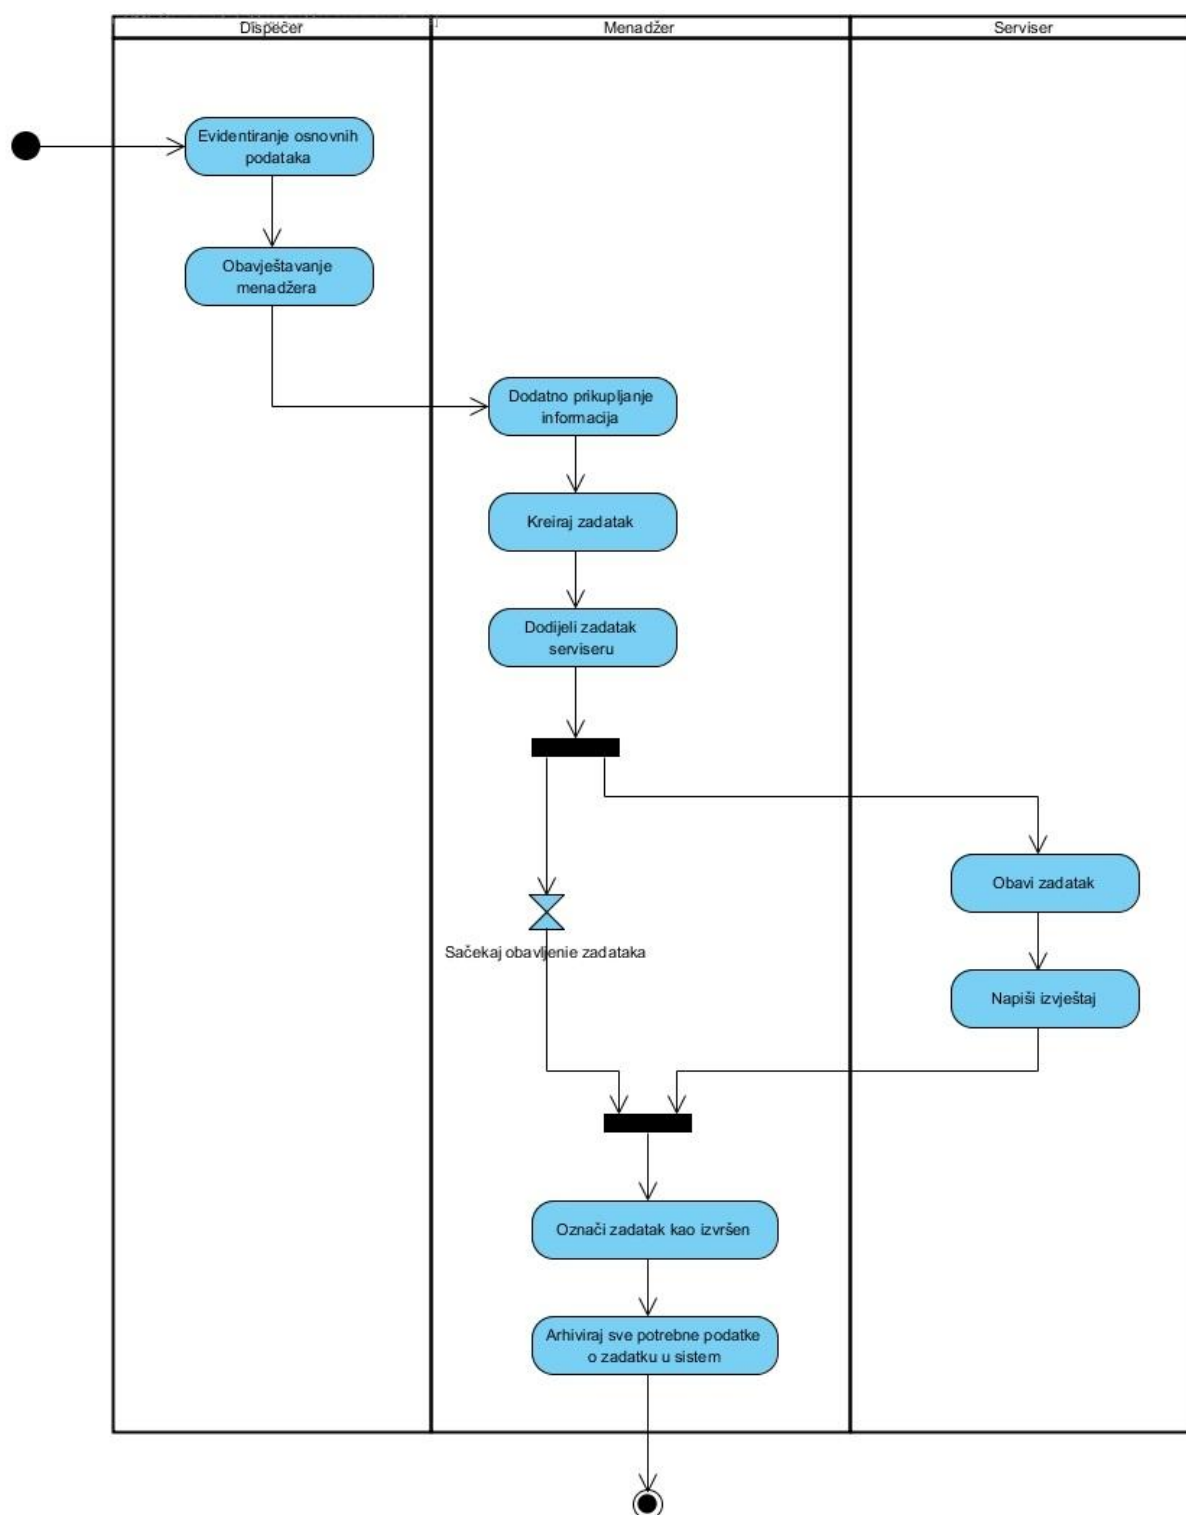 Dispečer
Menadžer
Serviser
Evidentiranje osnovnih
podataka
Obavještavanje
menadžera
Dodatno prikupljanje
informacija
Kreiraj zadatak
Dodijeli zadatak
serviseru
Obavi zadatak
Sačekaj obavljenie zadataka
Napiši izvještaj
Označi zadatak kao izvršen
Arhiviraj sve potrebne podatke
o zadatku u sistem